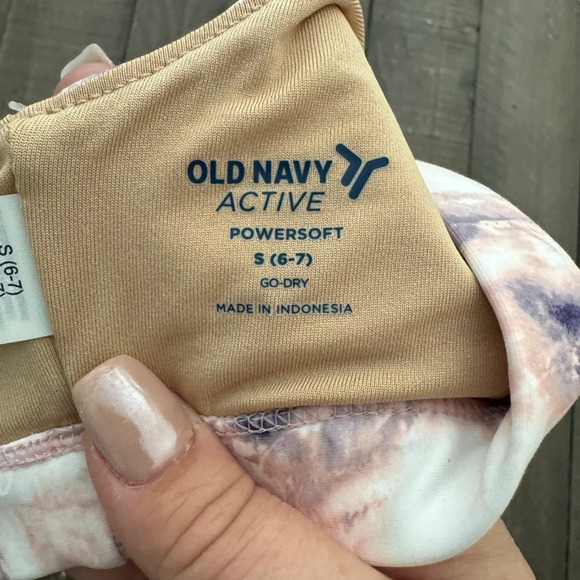 OLD NAVY
ACTIVE
POWERSOFT
S (6-7)
GO-DRY
MADE IN INDONESIA
S (6-7)